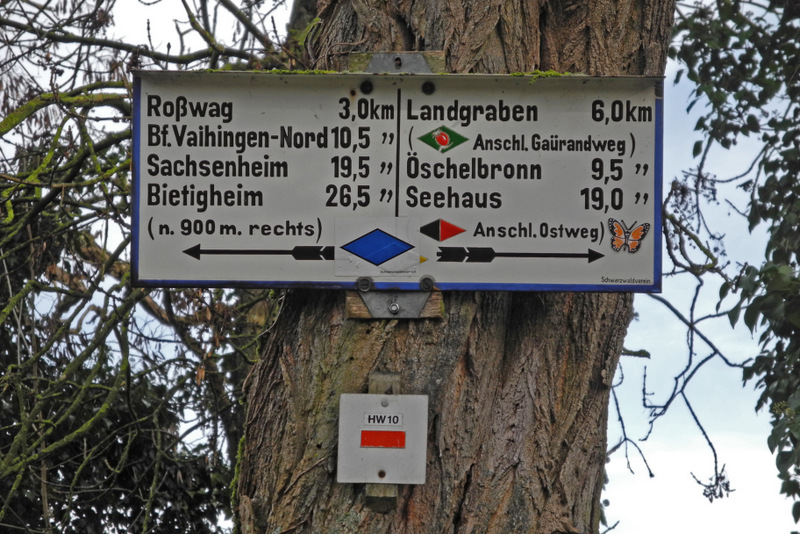 Roßwag 3,0km
Bf. Vaihingen-Nord 10,5 "
Sachsenheim 19,5 "
Bietigheim 26,5 "
(n. 900 m. rechts)
Landgraben 6,0km
( Anschl. Gaürandweg )
Öschelbronn 9,5 "
Seehaus 19,0 "
Anschl. Ostweg)
Schwarzwaldverein
HW10